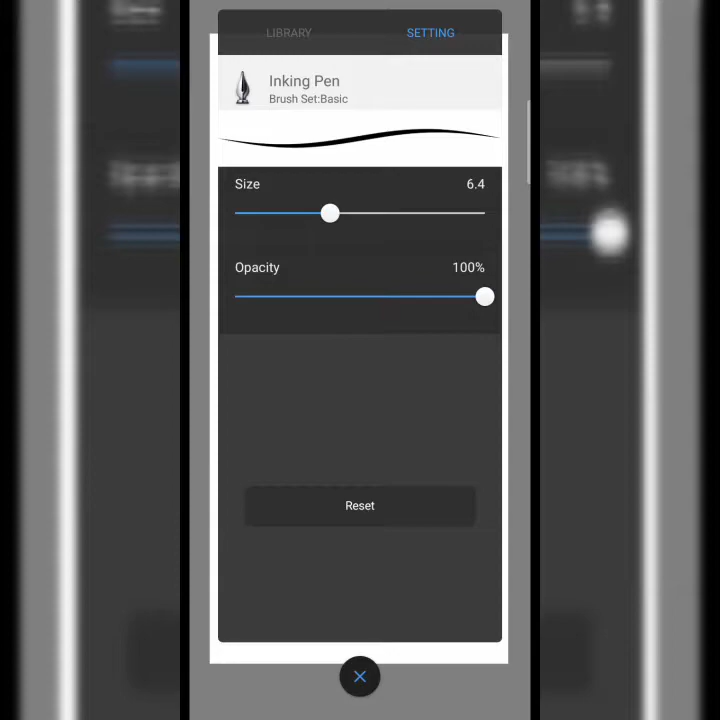 LIBRARY SETTING
Inking Pen
Brush Set:Basic
Size 6.4
Opacity 100%
Reset